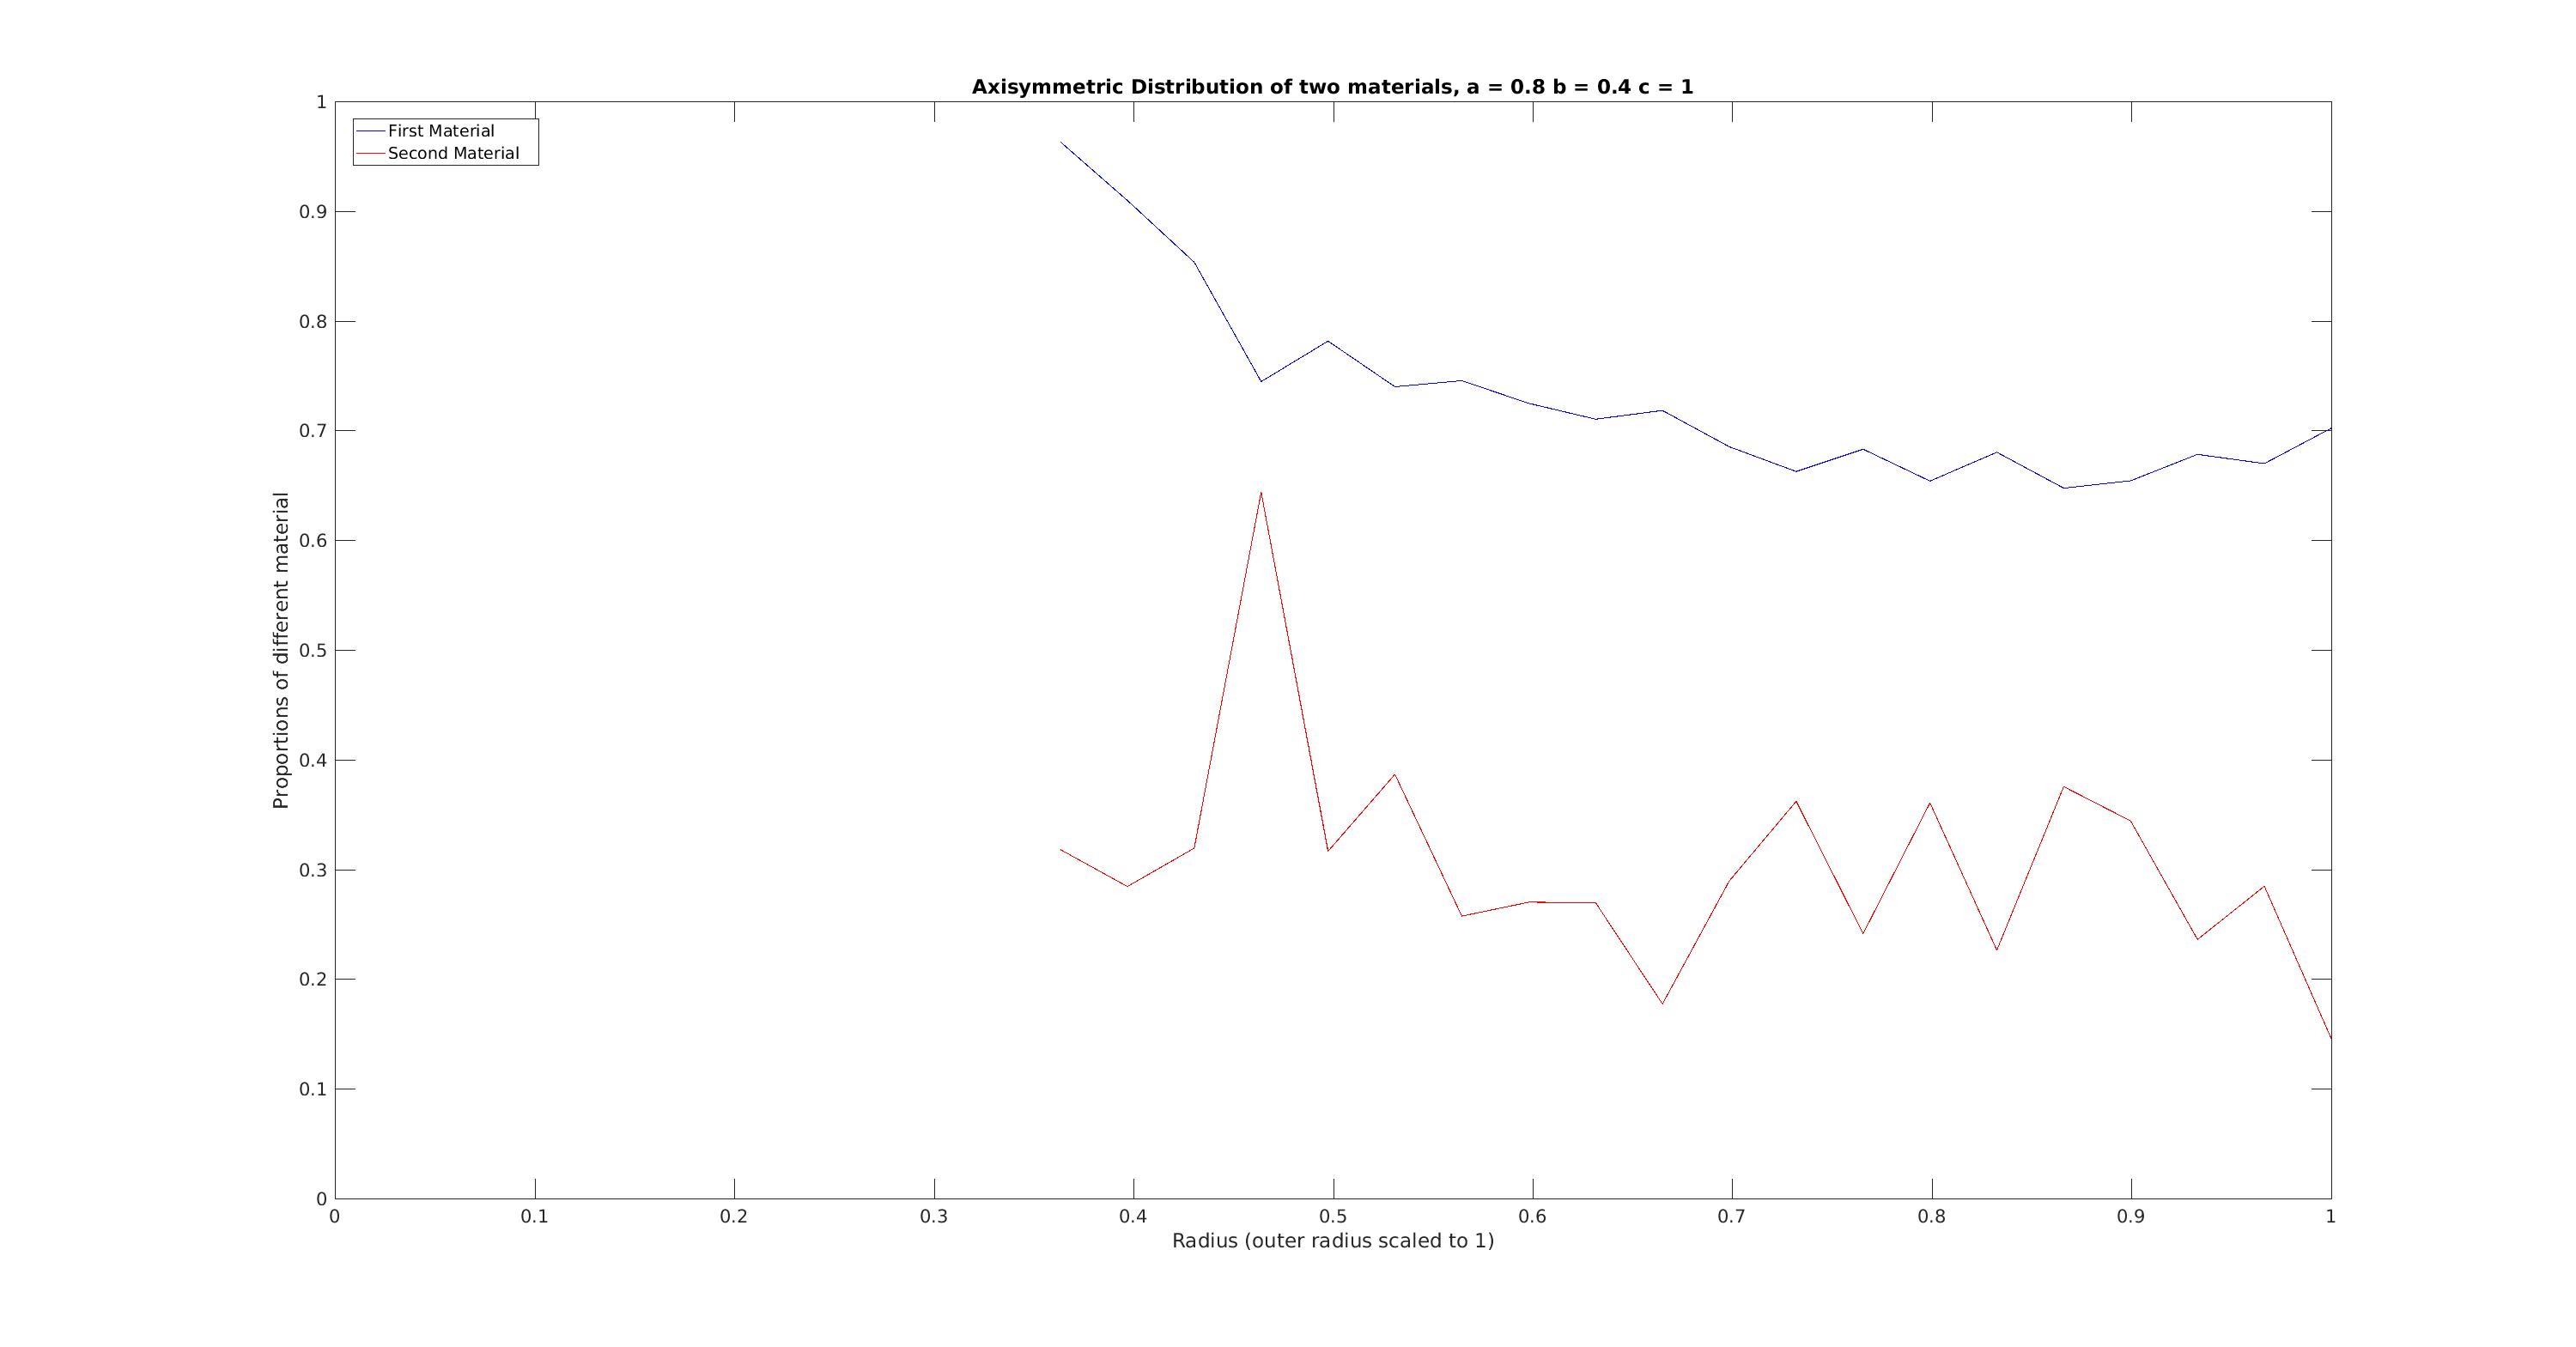 Axisymmetric Distribution of two materials, a = 0.8 b = 0.4 c = 1
First Material
Second Material
Proportions of different material
1
0.9
0.8
0.7
0.6
0.5
0.4
0.3
0.2
0.1
0
0 0.1 0.2 0.3 0.4 0.5 0.6 0.7 0.8 0.9 1
Radius (outer radius scaled to 1)